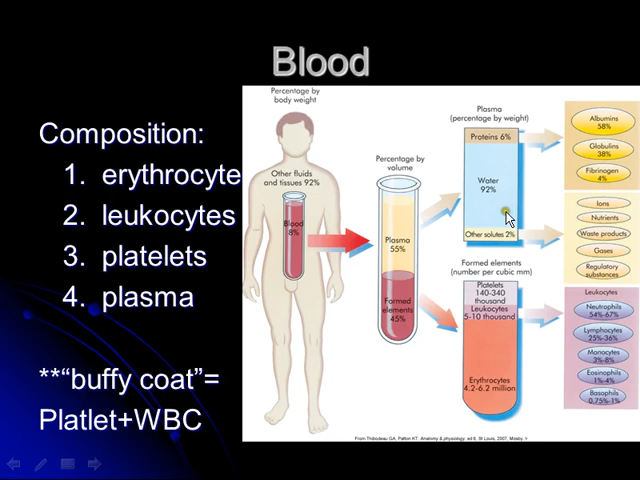 Blood
Composition:
1. erythrocyte
2. leukocytes
3. platelets
4. plasma
**“buffy coat”=
Platlet+WBC
Percentage by
body weight
Other fluids
and tissues 92%
Blood
8%
Percentage by
volume
Plasma
55%
Formed
elements
45%
Plasma
(percentage by weight)
Proteins 6%
Water
92%
Other solutes 2%
Formed elements
(number per cubic mm)
Platelets
140-340
thousand
Leukocytes
5-10 thousand
Erythrocytes
4.2-6.2 million
Albumins
58%
Globulins
38%
Fibrinogen
4%
Ions
Nutrients
Waste products
Gases
Regulatory
substances
Leukocytes
Neutrophils
54%-67%
Lymphocytes
25%-36%
Monocytes
3%-8%
Eosinophils
1%-4%
Basophils
0.75%-1%
From Thibodeau GA, Patton KT: Anatomy & physiology, ed 6, St Louis, 2007, Mosby.